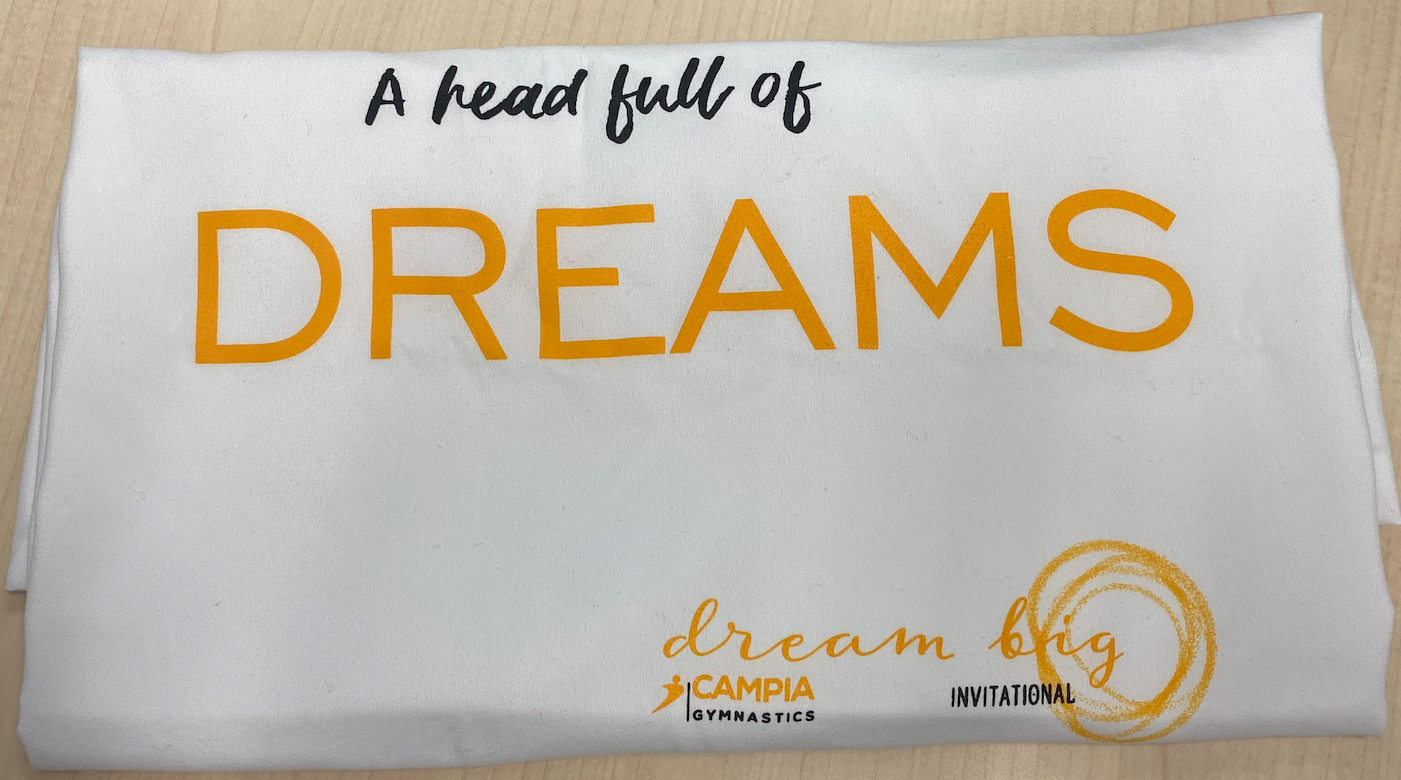 A head full of
DREAMS
dream big
CAMPIA INVITATIONAL
GYMNASTICS